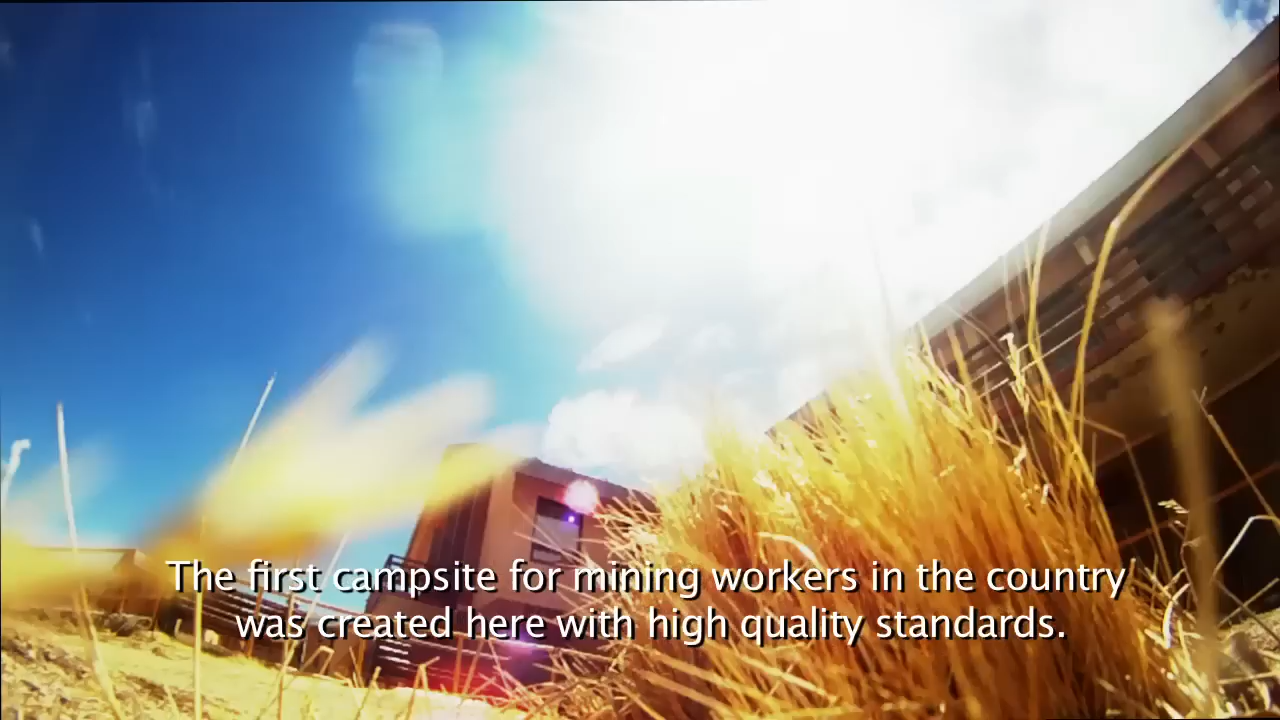 The first campsite for mining workers in the country
was created here with high quality standards.